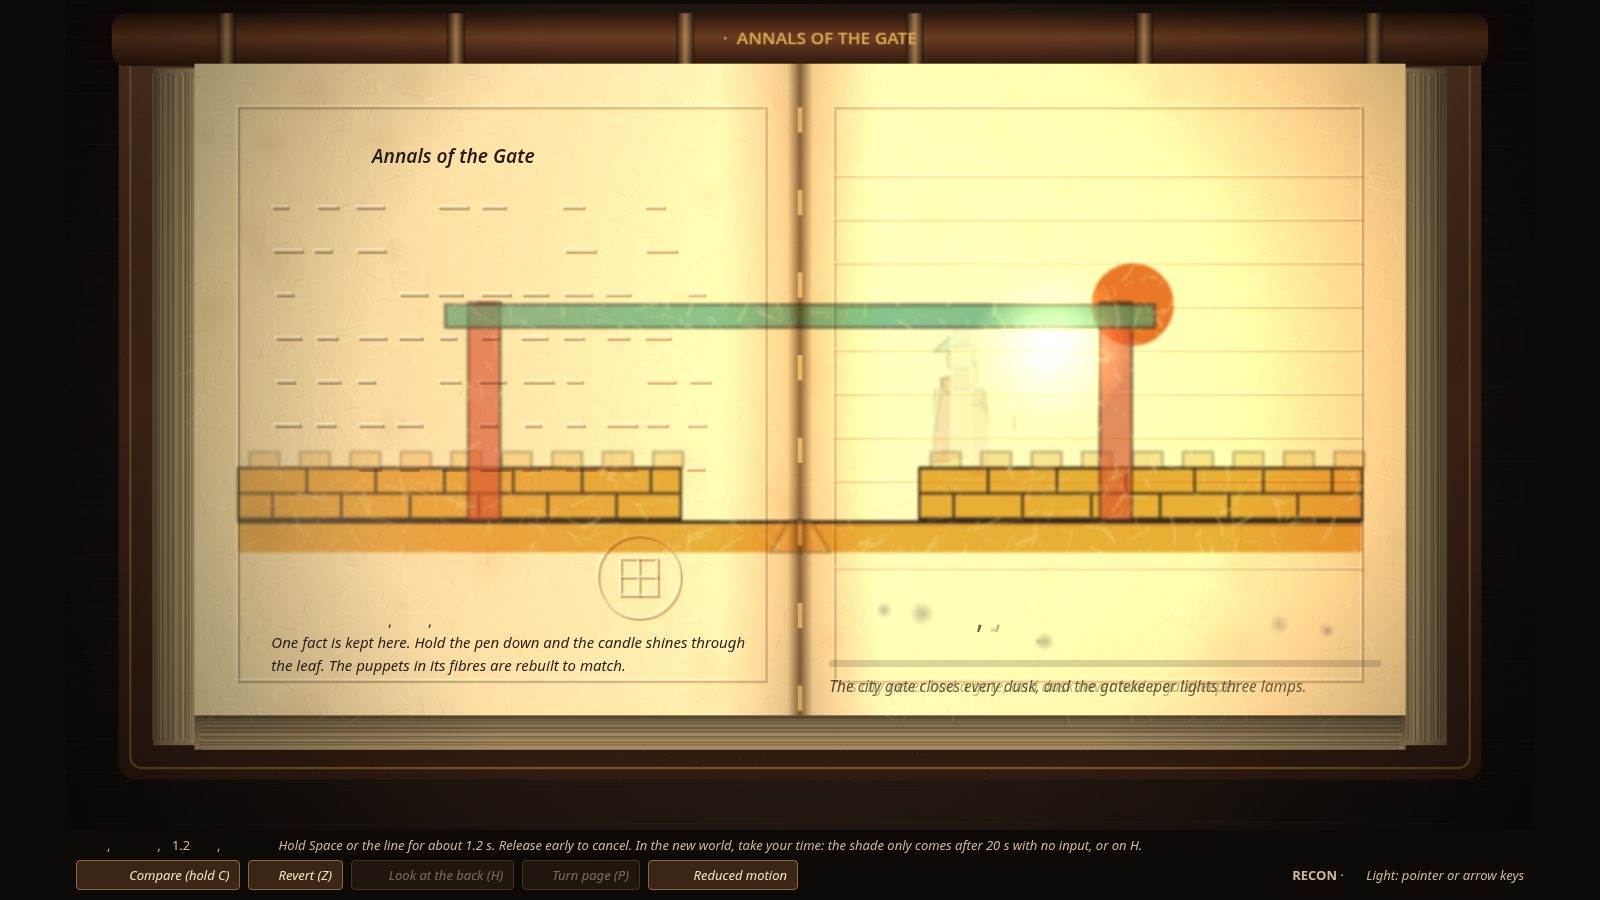 · ANNALS OF THE GATE
Annals of the Gate
One fact is kept here. Hold the pen down and the candle shines through
the leaf. The puppets in its fibres are rebuilt to match.
The city gate closes every dusk, and the gatekeeper lights three lamps.
, , 1.2 , Hold Space or the line for about 1.2 s. Release early to cancel. In the new world, take your time: the shade only comes after 20 s with no input, or on H.
Compare (hold C) Revert (Z) Look at the back (H) Turn page (P) Reduced motion RECON · Light: pointer or arrow keys